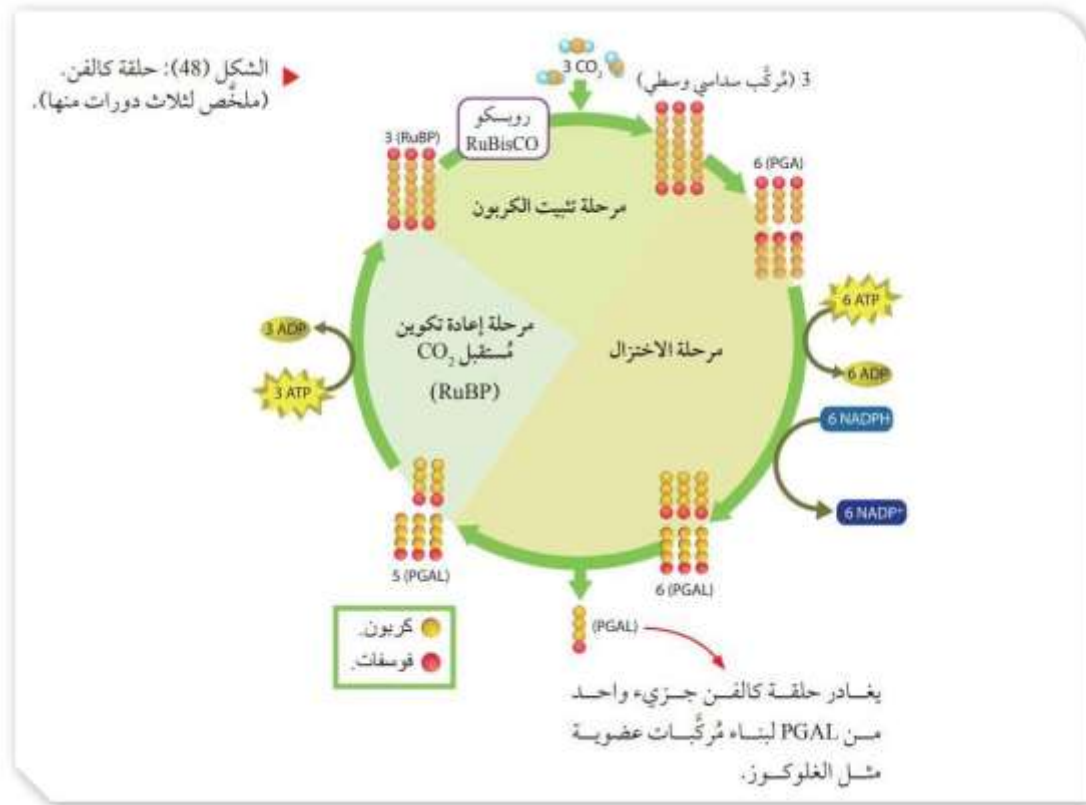 الشكل (48): حلقة كالفن.
(ملخَّص لثلاث دورات منها).
3 CO₂
3 (مُركَّب سداسي وسطي)
روبسكو
RuBisCO
3 (RuBP)
6 (PGA)
مرحلة تثبيت الكربون
6 ATP
6 ADP
مرحلة الاختزال
مرحلة إعادة تكوين
مُستقبِل CO₂
(RuBP)
3 ADP
3 ATP
6 NADPH
6 NADP⁺
5 (PGAL)
6 (PGAL)
(PGAL)
كربون.
فوسفات.
يغادر حلقة كالفن جزيء واحد
من PGAL لبناء مُركَّبات عضوية
مثل الغلوكوز.